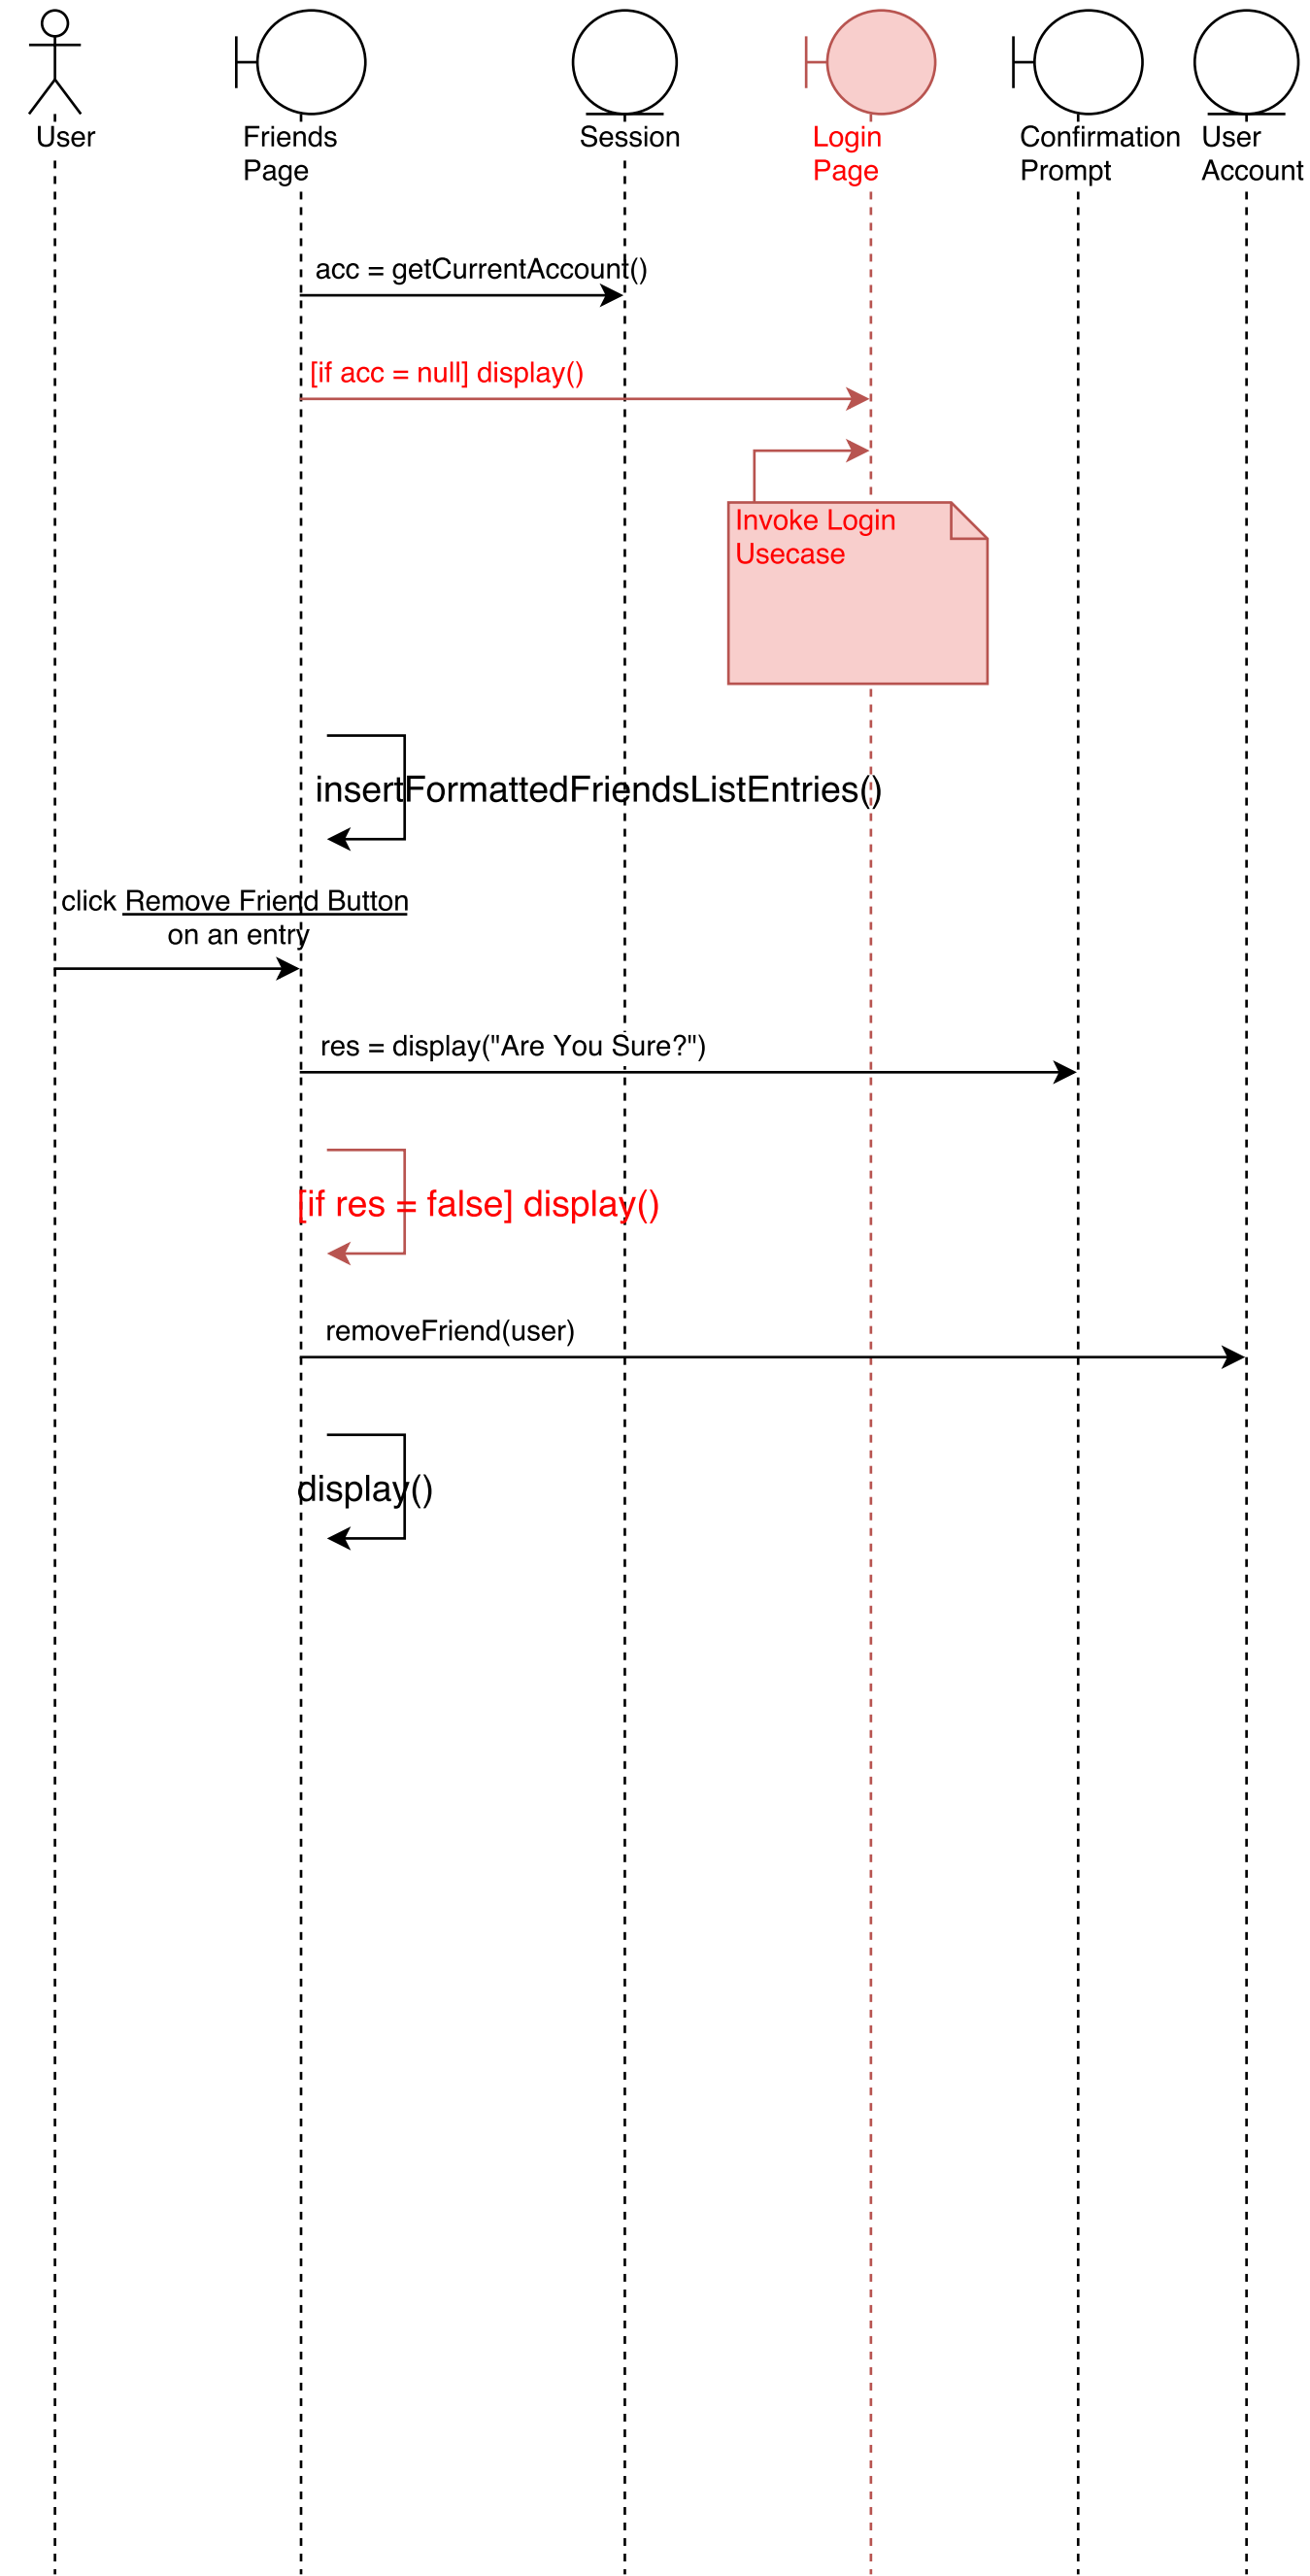 User
Friends
Page
Session
Login
Page
Confirmation
Prompt
User
Account
acc = getCurrentAccount()
[if acc = null] display()
Invoke Login
Usecase
insertFormattedFriendsListEntries()
click Remove Friend Button
on an entry
res = display("Are You Sure?")
[if res = false] display()
removeFriend(user)
display()